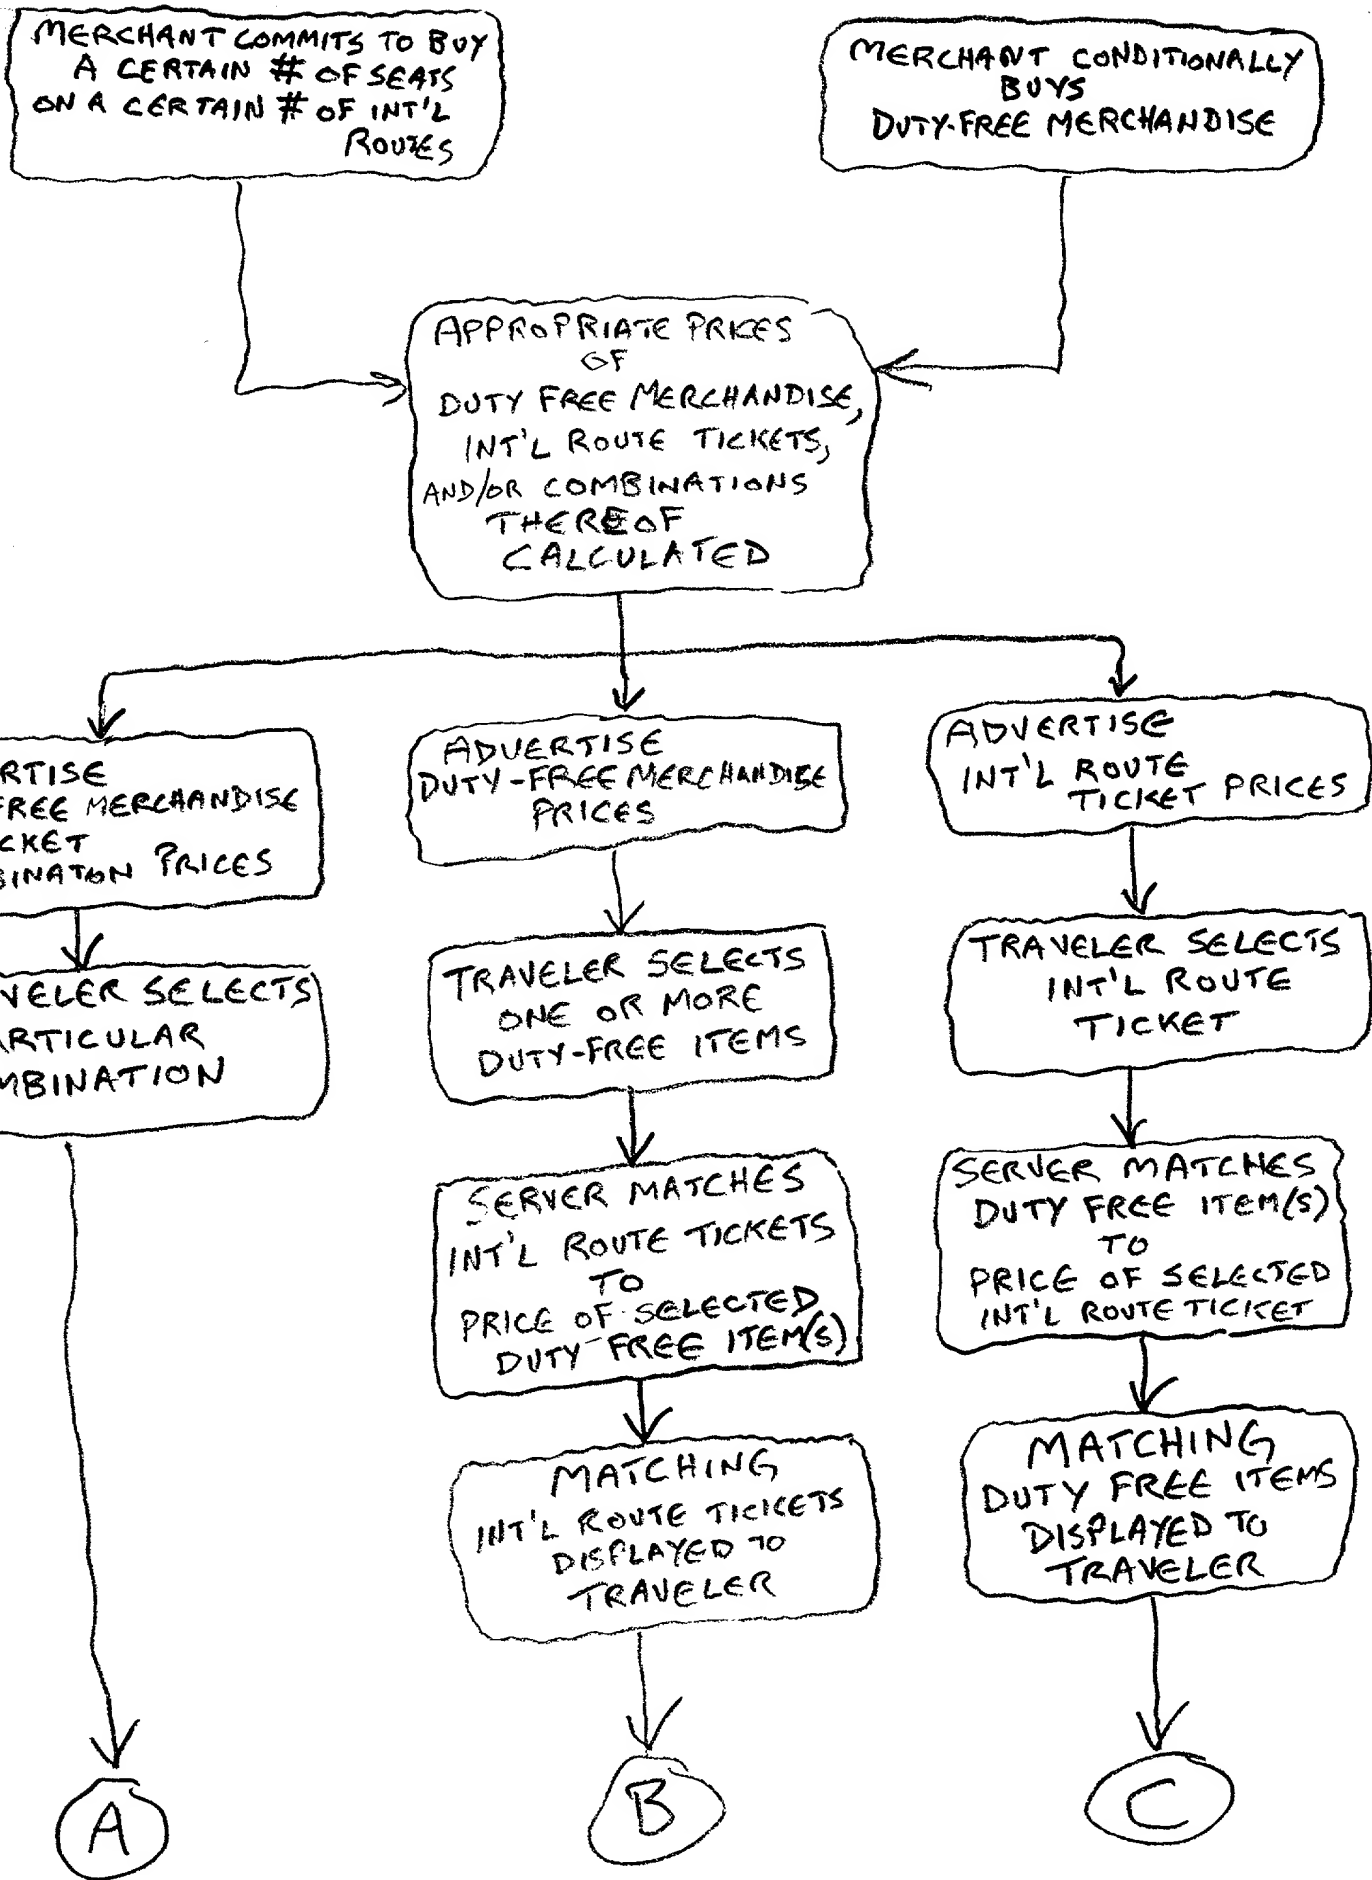 MERCHANT COMMITS TO BUY
A CERTAIN # OF SEATS
ON A CERTAIN # OF INT'L
ROUTES
MERCHANT CONDITIONALLY
BUYS
DUTY-FREE MERCHANDISE
APPROPRIATE PRICES
OF
DUTY FREE MERCHANDISE,
INT'L ROUTE TICKETS,
AND/OR COMBINATIONS
THEREOF
CALCULATED
RTISE
FREE MERCHANDISE
CKET
BINATON PRICES
VELER SELECTS
ARTICULAR
MBINATION
A
ADVERTISE
DUTY-FREE MERCHANDISE
PRICES
TRAVELER SELECTS
ONE OR MORE
DUTY-FREE ITEMS
SERVER MATCHES
INT'L ROUTE TICKETS
TO
PRICE OF SELECTED
DUTY FREE ITEM(S)
MATCHING
INT'L ROUTE TICKETS
DISPLAYED TO
TRAVELER
B
ADVERTISE
INT'L ROUTE
TICKET PRICES
TRAVELER SELECTS
INT'L ROUTE
TICKET
SERVER MATCHES
DUTY FREE ITEM(S)
TO
PRICE OF SELECTED
INT'L ROUTE TICKET
MATCHING
DUTY FREE ITEMS
DISPLAYED TO
TRAVELER
C